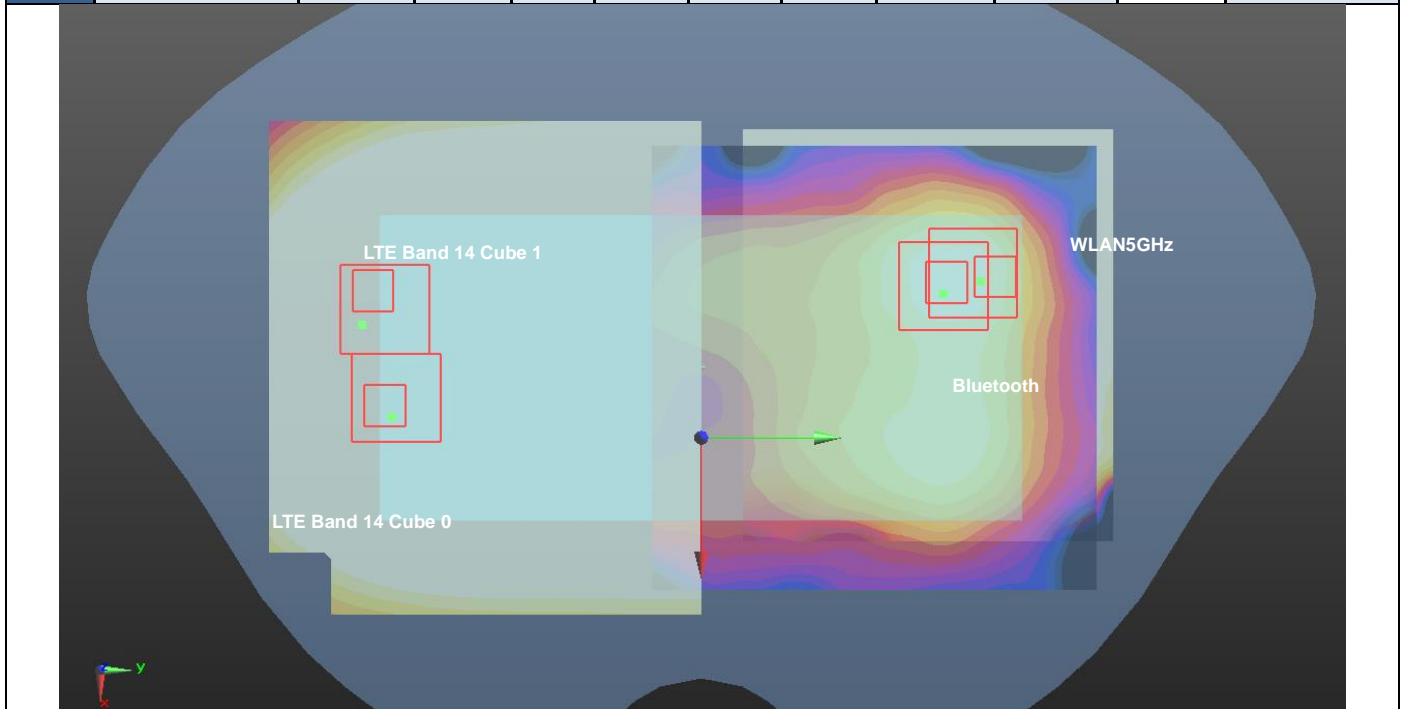 WLAN5GHz
LTE Band 14 Cube 1
Bluetooth
LTE Band 14 Cube 0
y
x